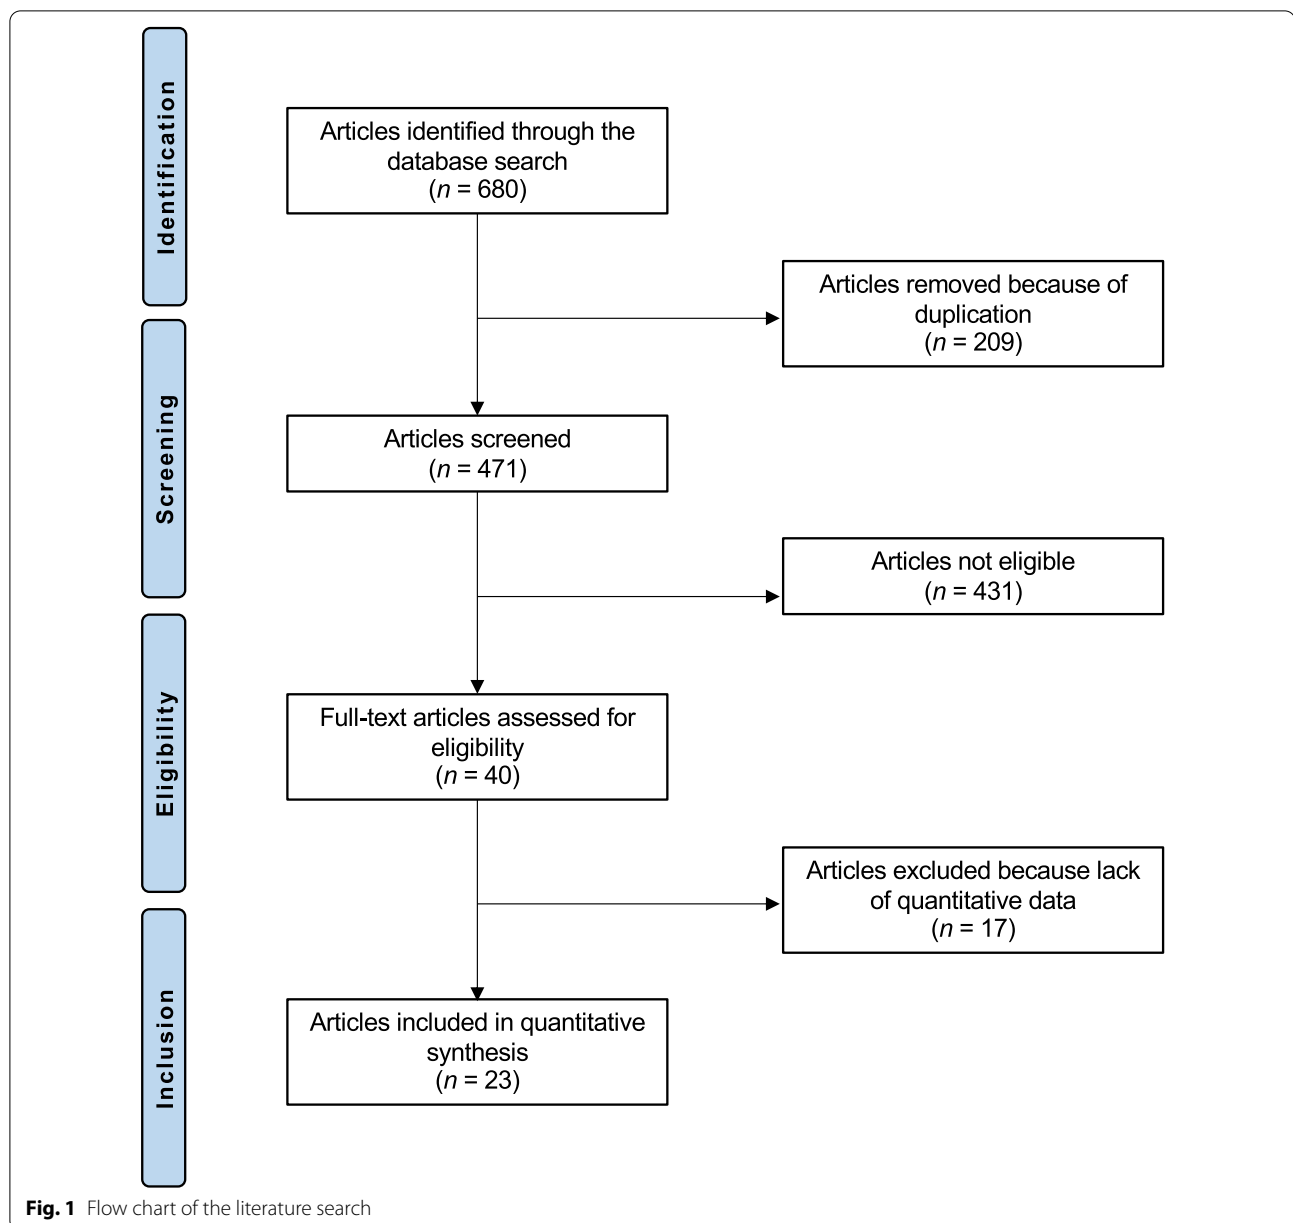 Identification
Articles identified through the
database search
(n = 680)
Articles removed because of
duplication
(n = 209)
Screening
Articles screened
(n = 471)
Articles not eligible
(n = 431)
Eligibility
Full-text articles assessed for
eligibility
(n = 40)
Articles excluded because lack
of quantitative data
(n = 17)
Inclusion
Articles included in quantitative
synthesis
(n = 23)
Fig. 1 Flow chart of the literature search